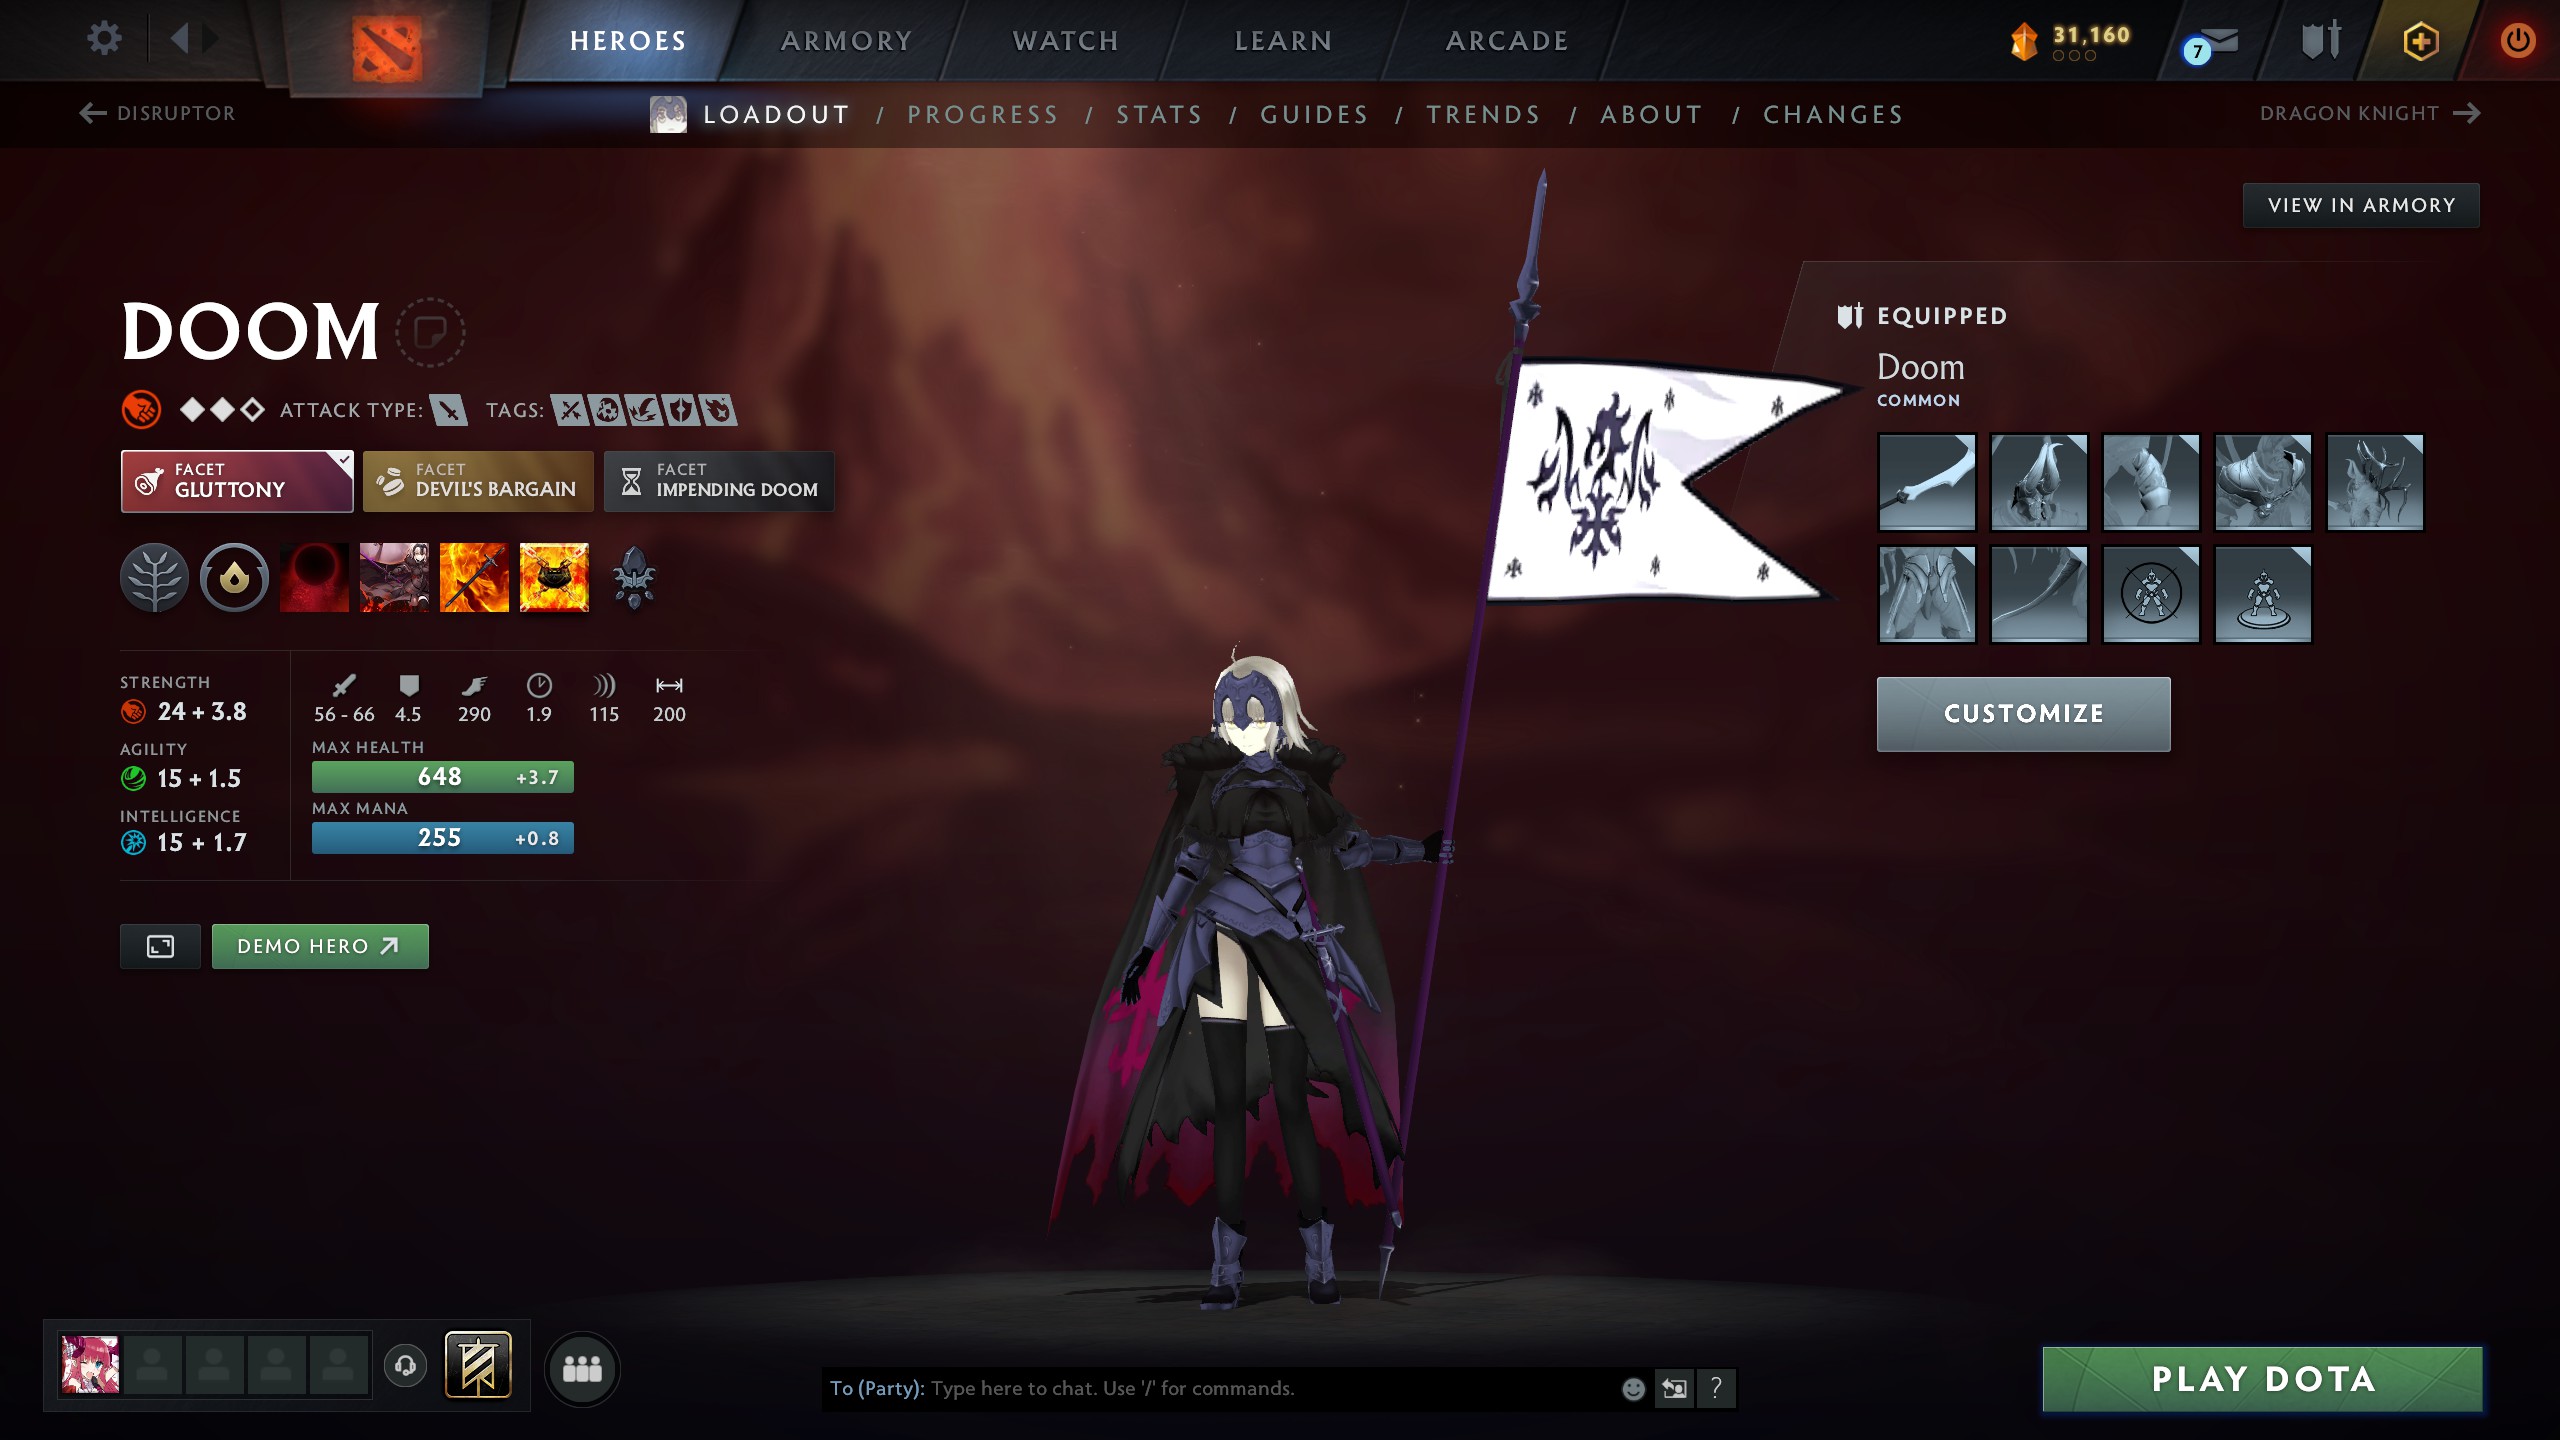 HEROES
ARMORY
WATCH
LEARN
ARCADE
31,160
7
DISRUPTOR
LOADOUT / PROGRESS / STATS / GUIDES / TRENDS / ABOUT / CHANGES
DRAGON KNIGHT
VIEW IN ARMORY
DOOM
ATTACK TYPE:
TAGS:
FACET
GLUTTONY
FACET
DEVIL'S BARGAIN
FACET
IMPENDING DOOM
STRENGTH
24 + 3.8
AGILITY
15 + 1.5
INTELLIGENCE
15 + 1.7
56 - 66
4.5
290
1.9
115
200
MAX HEALTH
648 +3.7
MAX MANA
255 +0.8
DEMO HERO
EQUIPPED
Doom
COMMON
CUSTOMIZE
To (Party): Type here to chat. Use '/' for commands.
?
PLAY DOTA